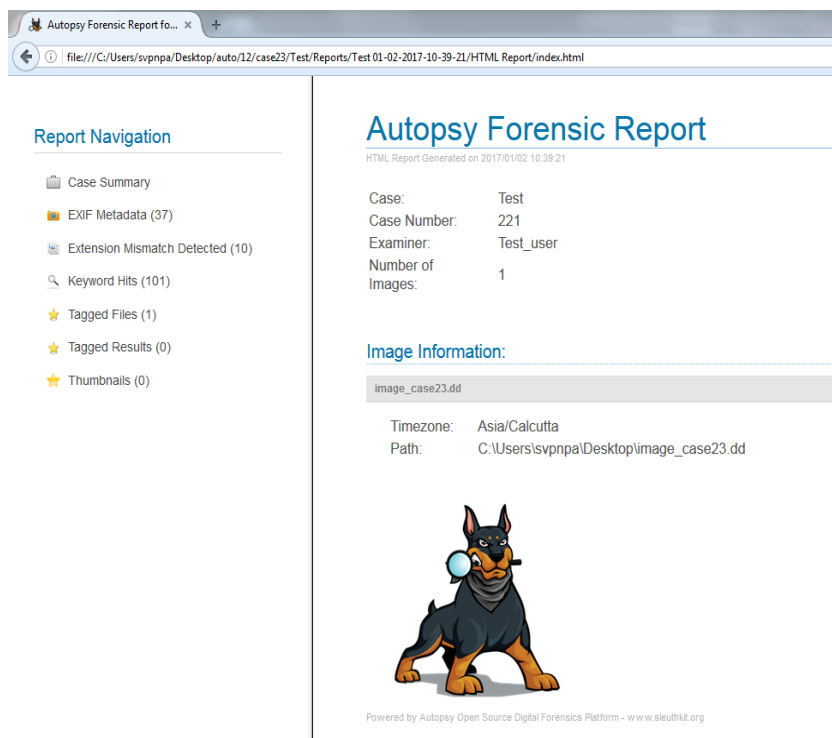 Autopsy Forensic Report fo...
file:///C:/Users/svpnpa/Desktop/auto/12/case23/Test/Reports/Test 01-02-2017-10-39-21/HTML Report/index.html
Report Navigation
Case Summary
EXIF Metadata (37)
Extension Mismatch Detected (10)
Keyword Hits (101)
Tagged Files (1)
Tagged Results (0)
Thumbnails (0)
Autopsy Forensic Report
HTML Report Generated on 2017/01/02 10:39:21
Case: Test
Case Number: 221
Examiner: Test_user
Number of
Images: 1
Image Information:
image_case23.dd
Timezone: Asia/Calcutta
Path: C:\Users\svpnpa\Desktop\image_case23.dd
Powered by Autopsy Open Source Digital Forensics Platform - www.sleuthkit.org